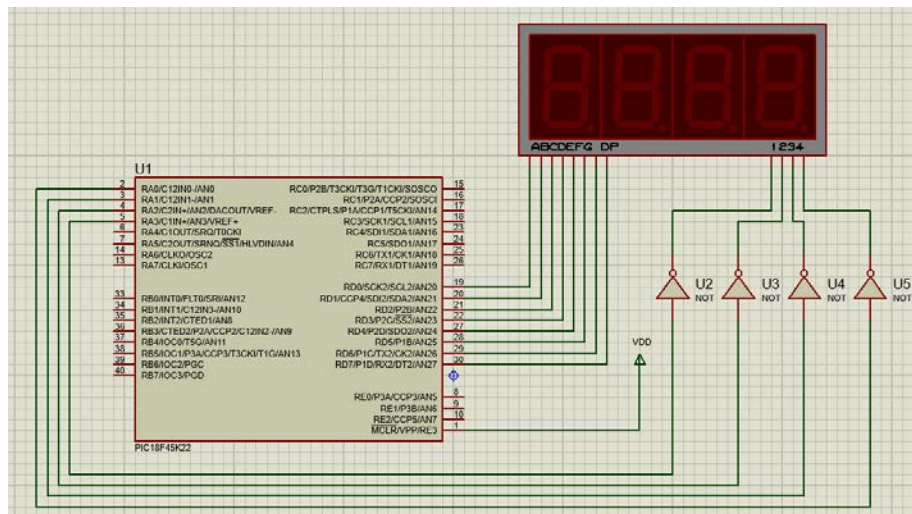 ABCDEFG DP
1234
U1
2 RA0/C12IN0-/AN0
3 RA1/C12IN1-/AN1
4 RA2/C2IN+/AN2/DACOUT/VREF-
5 RA3/C1IN+/AN3/VREF+
6 RA4/C1OUT/SRQ/T0CKI
7 RA5/C2OUT/SRNQ/SS1/HLVDIN/AN4
14 RA6/CLKO/OSC2
13 RA7/CLKI/OSC1
33 RB0/INT0/FLT0/SRI/AN12
34 RB1/INT1/C12IN3-/AN10
35 RB2/INT2/CTED1/AN8
36 RB3/CTED2/P2A/CCP2/C12IN2-/AN9
37 RB4/IOC0/T5G/AN11
38 RB5/IOC1/P3A/CCP3/T3CKI/T1G/AN13
39 RB6/IOC2/PGC
40 RB7/IOC3/PGD
RC0/P2B/T3CKI/T3G/T1CKI/SOSCO 15
RC1/P2A/CCP2/SOSCI 16
RC2/CTPLS/P1A/CCP1/T5CKI/AN14 17
RC3/SCK1/SCL1/AN15 18
RC4/SDI1/SDA1/AN16 23
RC5/SDO1/AN17 24
RC6/TX1/CK1/AN18 25
RC7/RX1/DT1/AN19 26
RD0/SCK2/SCL2/AN20 19
RD1/CCP4/SDI2/SDA2/AN21 20
RD2/P2B/AN22 21
RD3/P2C/SS2/AN23 22
RD4/P2D/SDO2/AN24 27
RD5/P1B/AN25 28
RD6/P1C/TX2/CK2/AN26 29
RD7/P1D/RX2/DT2/AN27 30
RE0/P3A/CCP3/AN5 8
RE1/P3B/AN6 9
RE2/CCP5/AN7 10
MCLR/VPP/RE3 1
PIC18F45K22
VDD
U2
NOT
U3
NOT
U4
NOT
U5
NOT